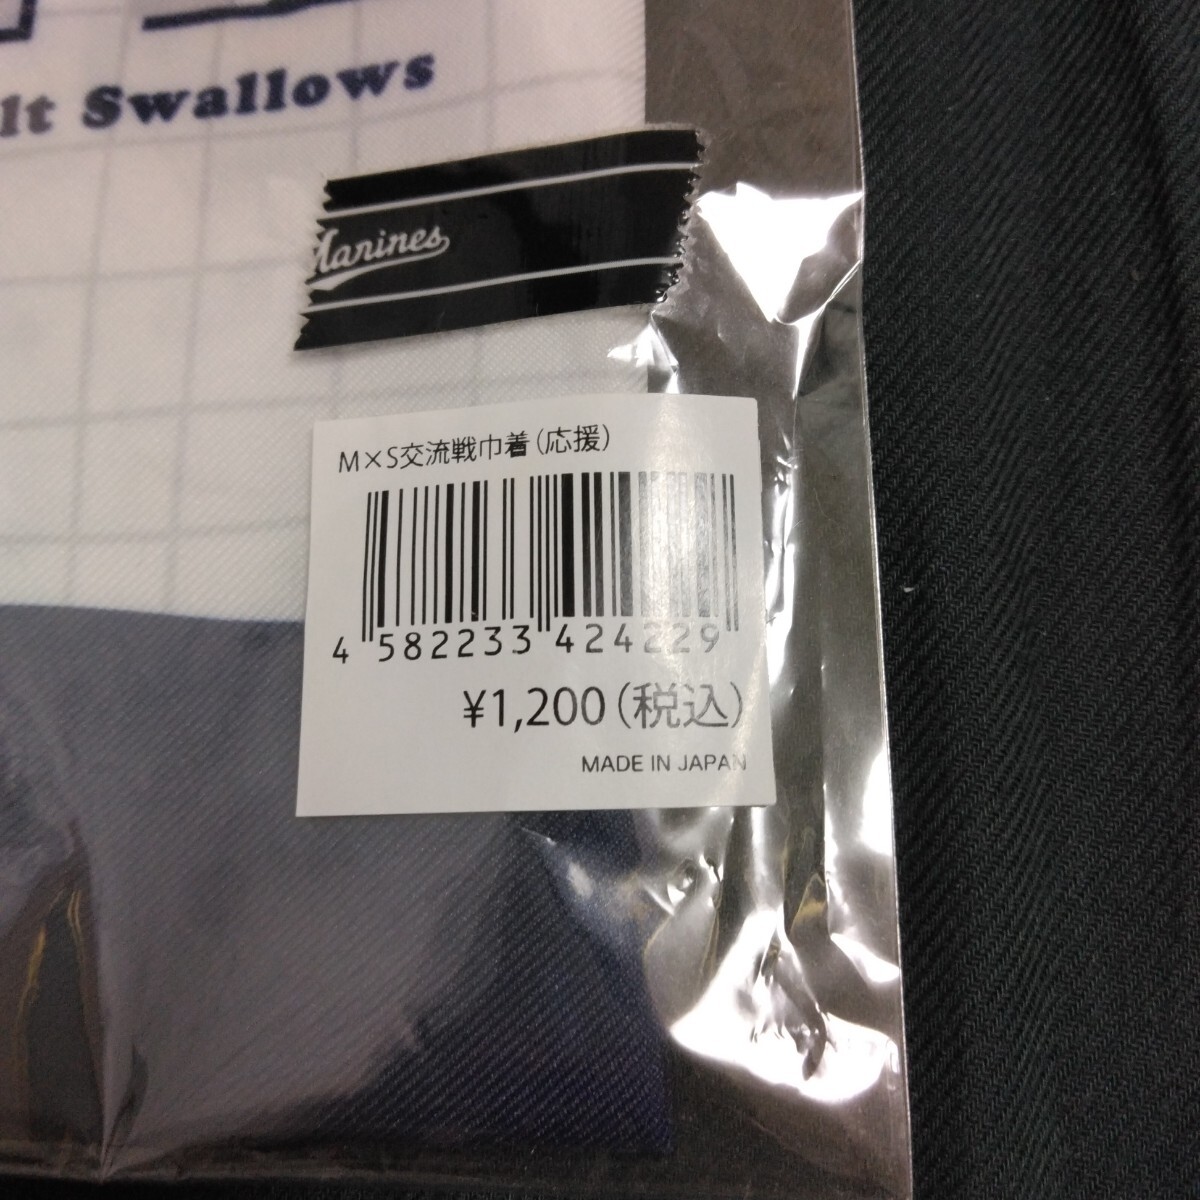 lt Swallows
Marines
M×S交流戦巾着(応援)
4 582233 424229
¥1,200(税込)
MADE IN JAPAN